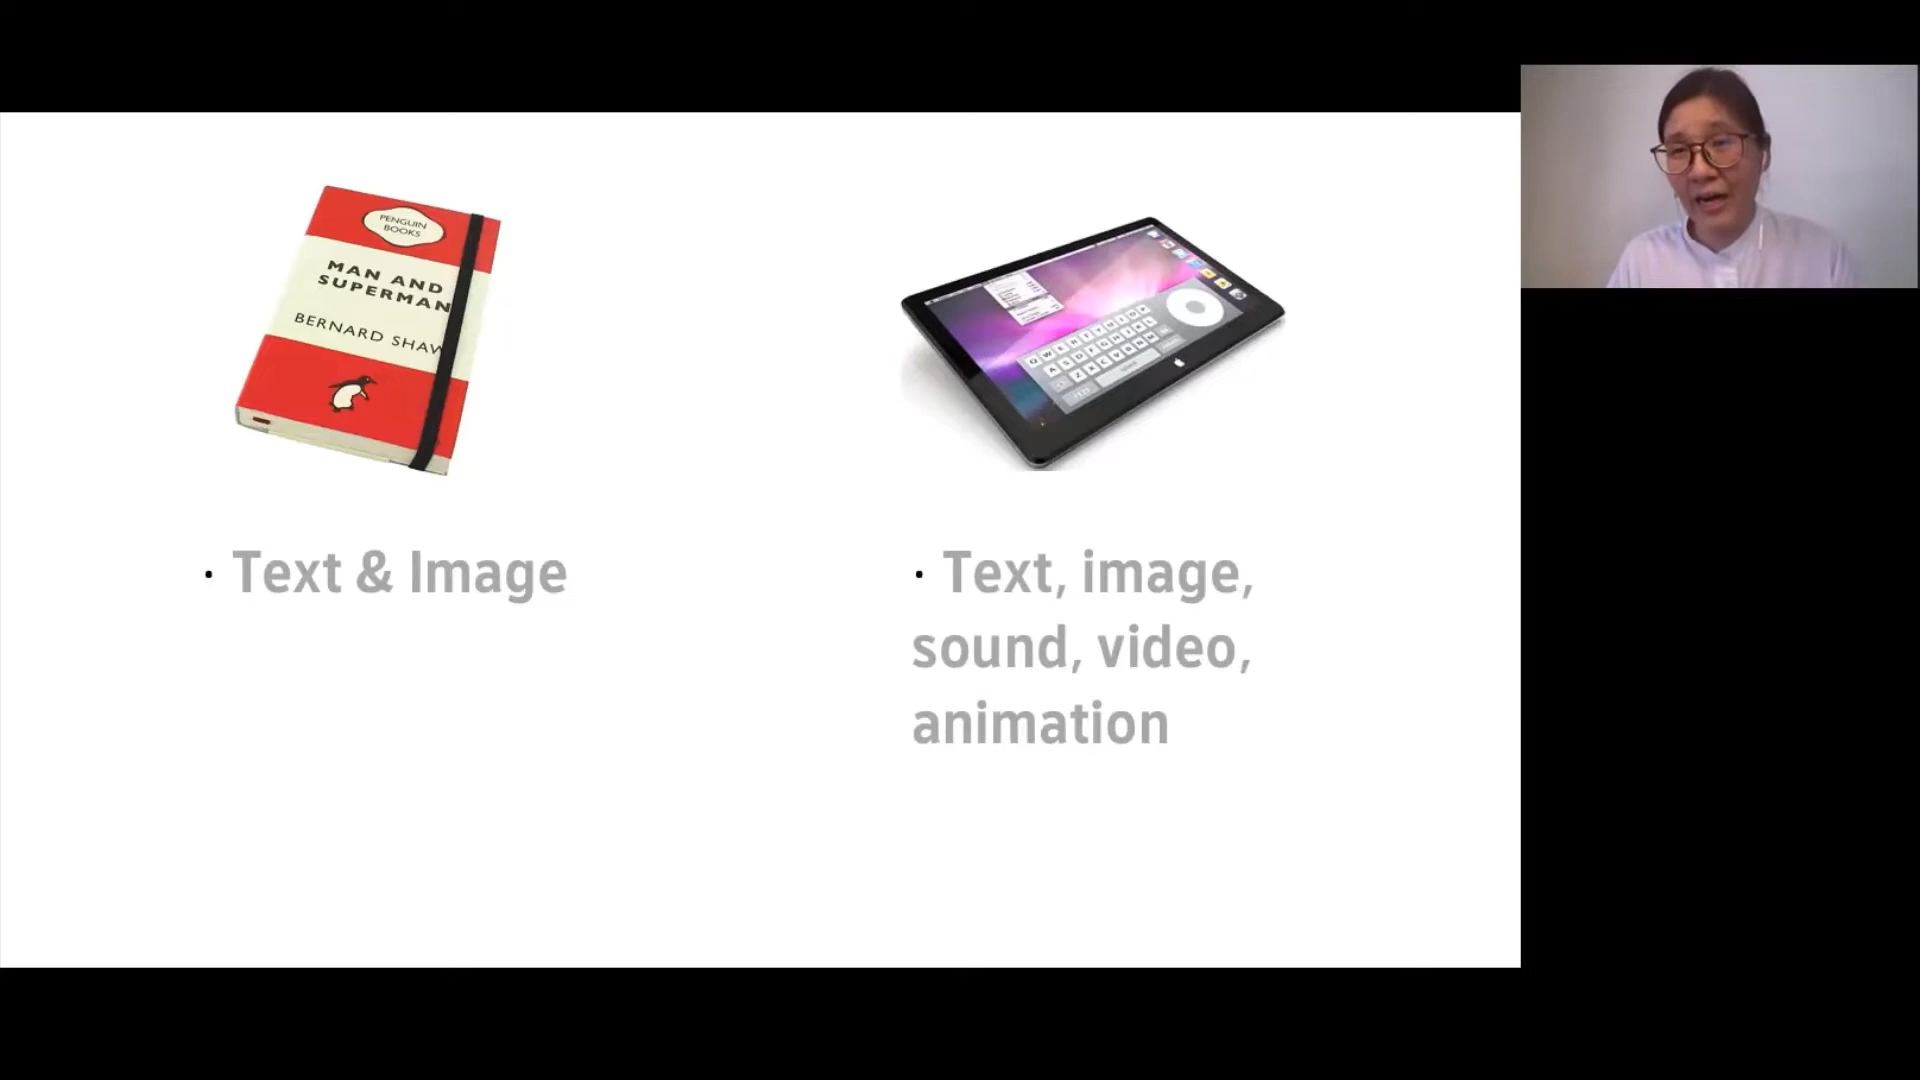 PENGUIN
BOOKS
MAN AND
SUPERMAN
BERNARD SHAW
· Text & Image
· Text, image,
sound, video,
animation